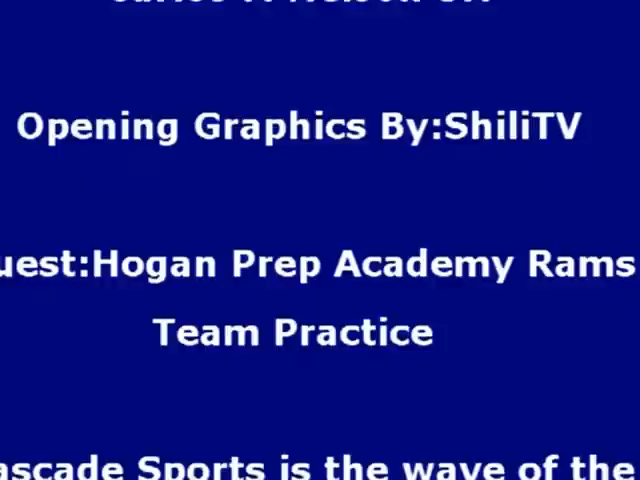 Opening Graphics By:ShiliTV
uest:Hogan Prep Academy Rams
Team Practice
ascade Sports is the wave of the